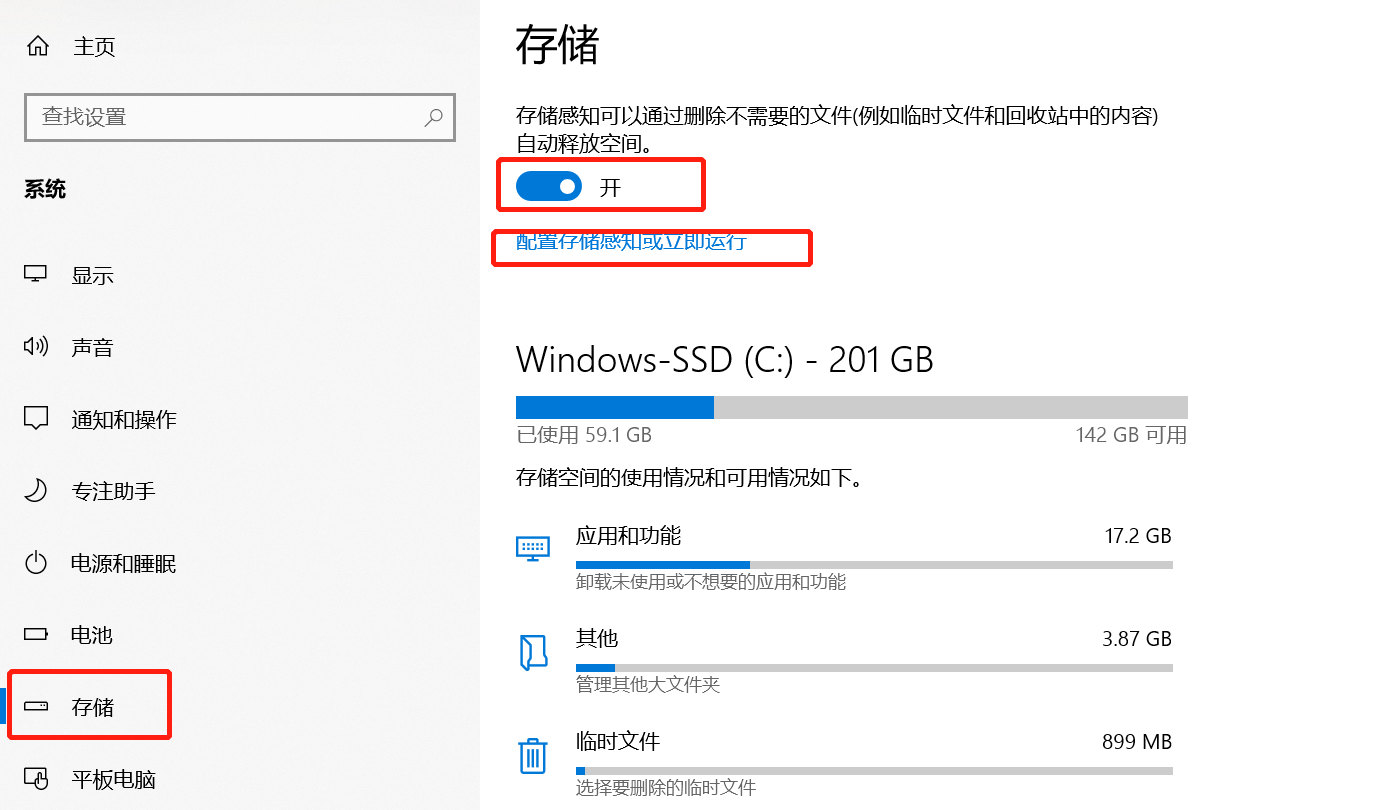 主页
查找设置
系统
显示
声音
通知和操作
专注助手
电源和睡眠
电池
存储
平板电脑
存储
存储感知可以通过删除不需要的文件(例如临时文件和回收站中的内容)
自动释放空间。
开
配置存储感知或立即运行
Windows-SSD (C:) - 201 GB
已使用 59.1 GB
142 GB 可用
存储空间的使用情况和可用情况如下。
应用和功能
17.2 GB
卸载未使用或不想要的应用和功能
其他
3.87 GB
管理其他大文件夹
临时文件
899 MB
选择要删除的临时文件